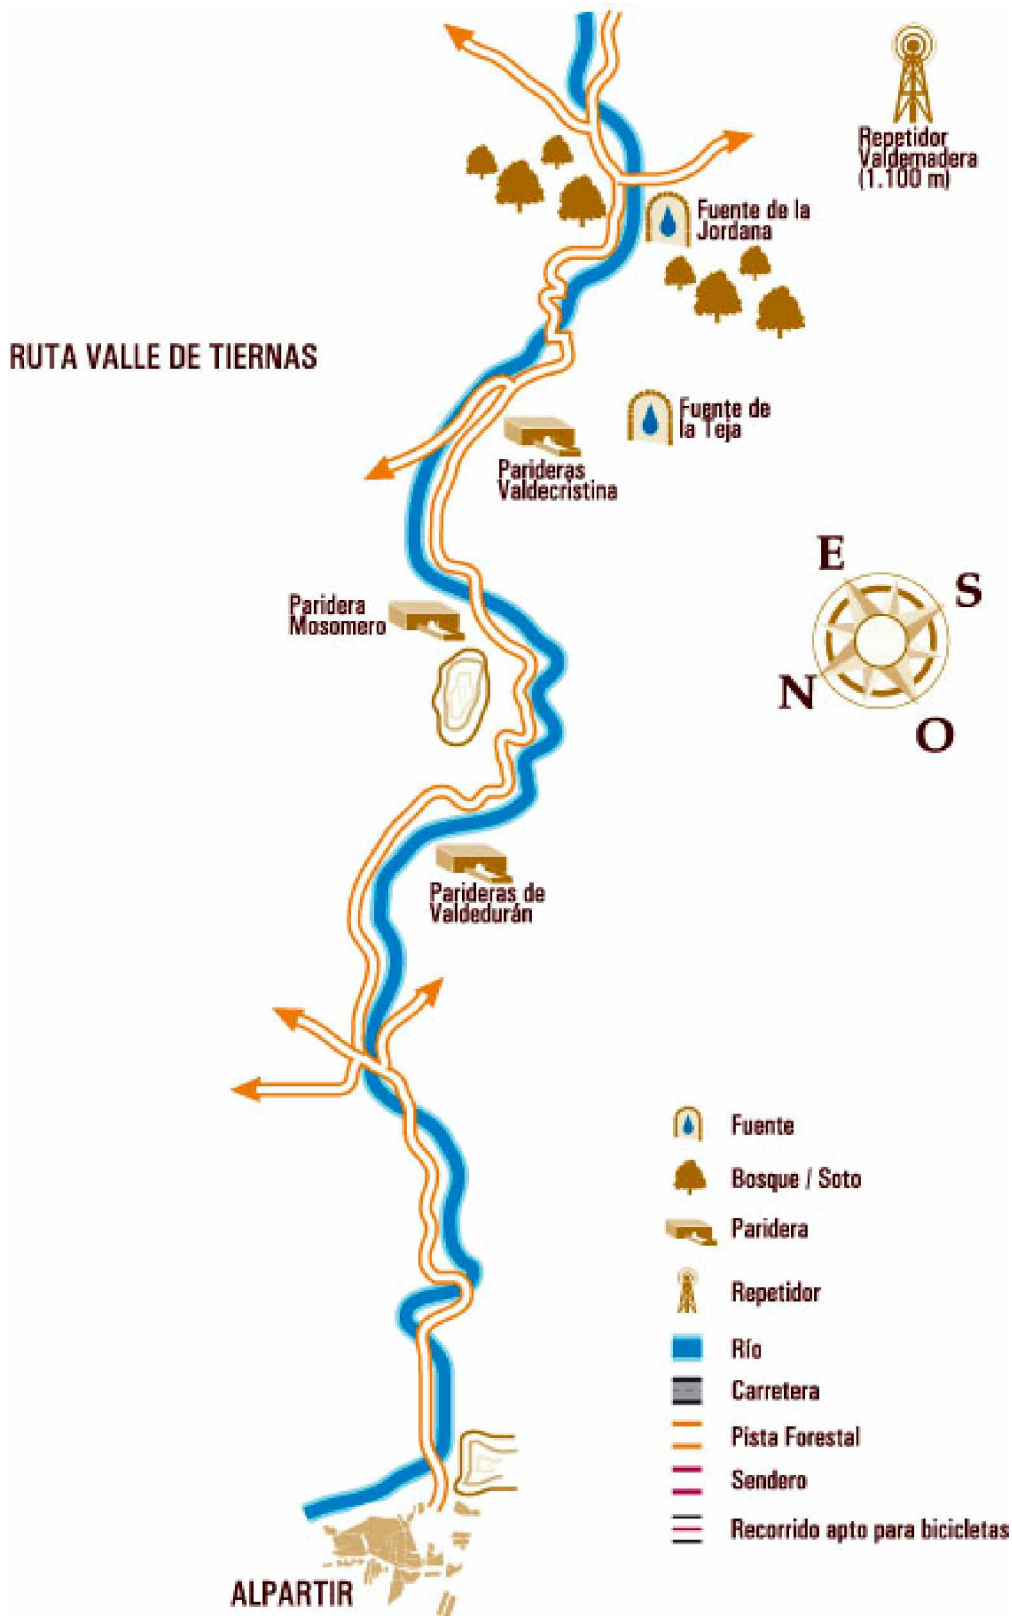 Repetidor
Valdemadera
(1.100 m)
Fuente de la
Jordana
RUTA VALLE DE TIERNAS
Fuente de
la Teja
Parideras
Valdecristina
E
S
N
O
Paridera
Mosomero
Parideras de
Valdedurán
Fuente
Bosque / Soto
Paridera
Repetidor
Río
Carretera
Pista Forestal
Sendero
Recorrido apto para bicicletas
ALPARTIR